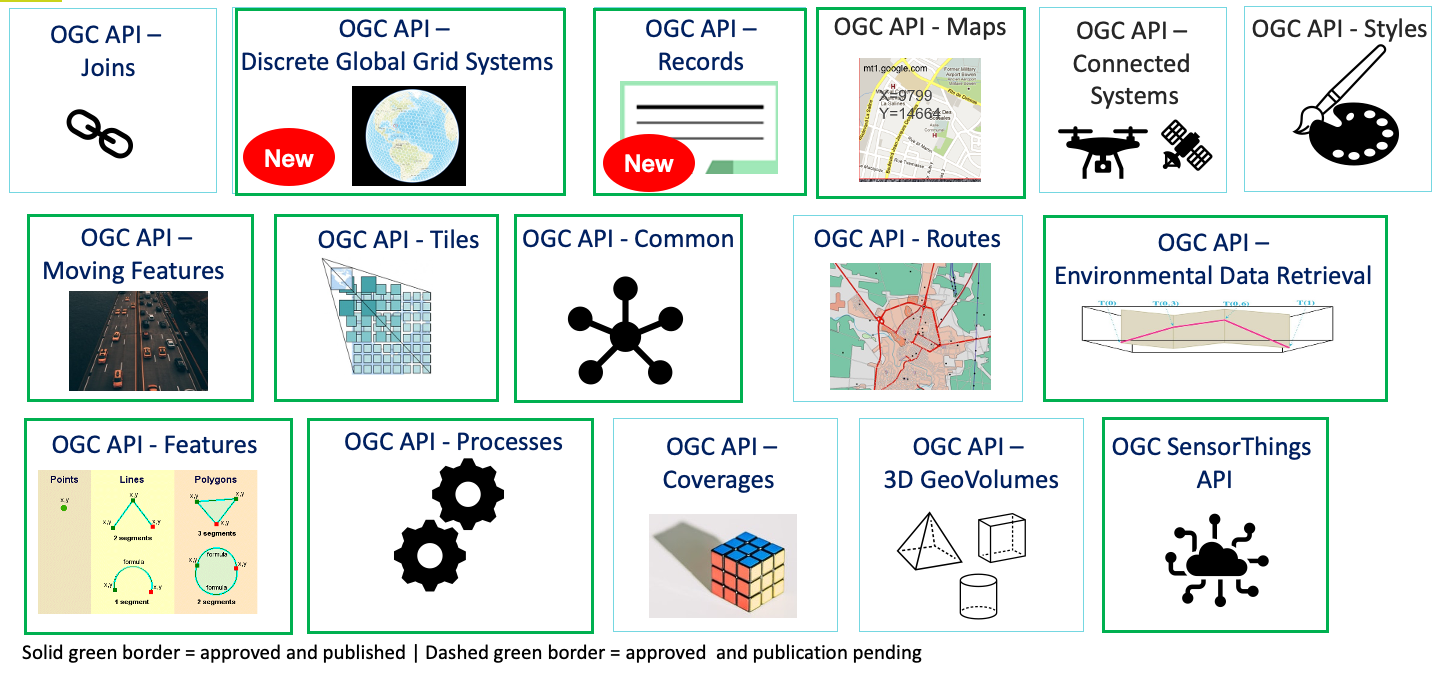 OGC API –
Joins
OGC API –
Discrete Global Grid Systems
New
OGC API –
Records
New
OGC API - Maps
mt1.google.com
X=9799
Y=14664
OGC API –
Connected
Systems
OGC API - Styles
OGC API –
Moving Features
OGC API - Tiles
OGC API - Common
OGC API - Routes
OGC API –
Environmental Data Retrieval
T(0)
T(0,3)
T(0,6)
T(1)
OGC API - Features
Points
Lines
Polygons
x,y
x,y
x,y
x,y
x,y
x,y
x,y
2 segments
3 segments
formula
formula
x,y
x,y
x,y
x,y
formula
1 segment
2 segments
OGC API - Processes
OGC API –
Coverages
OGC API –
3D GeoVolumes
OGC SensorThings
API
Solid green border = approved and published | Dashed green border = approved  and publication pending